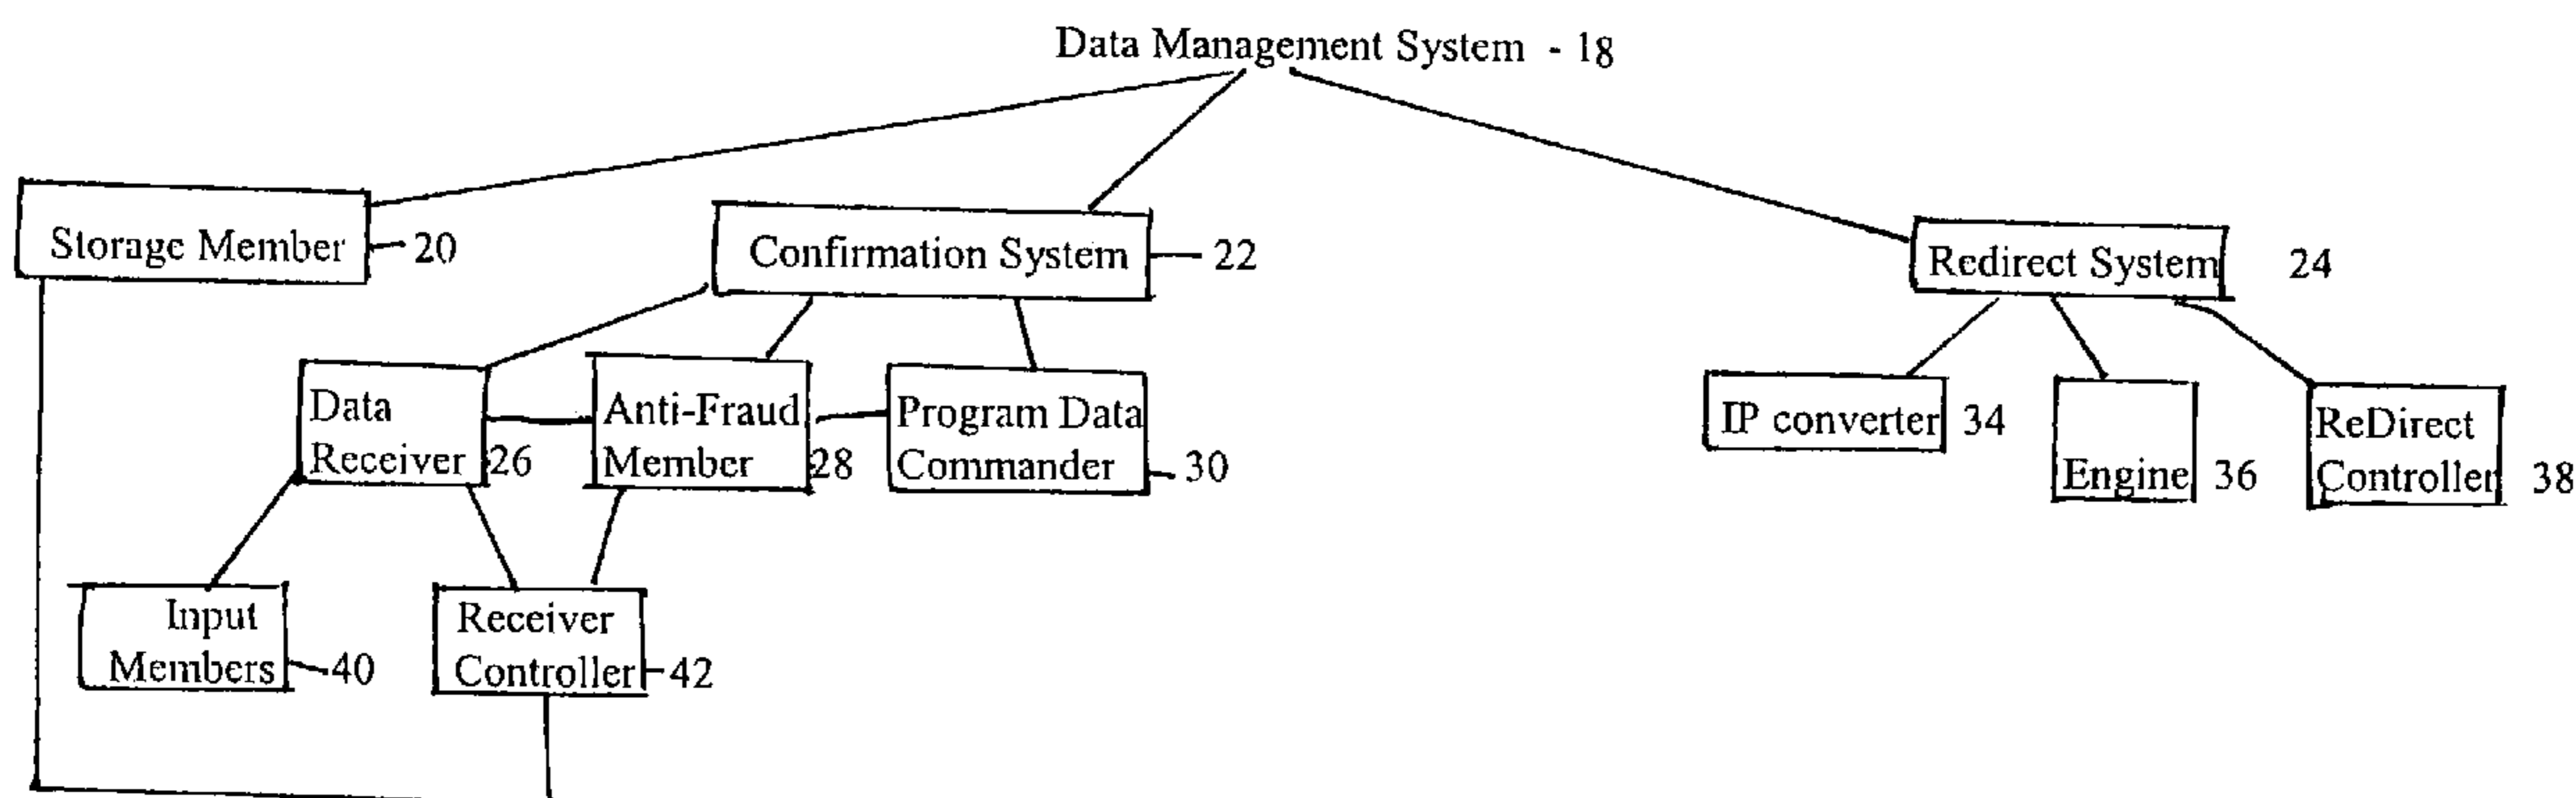 Data Management System - 18
Storage Member
20
Confirmation System
22
Redirect System
24
Data
Receiver
26
Anti-Fraud
Member
28
Program Data
Commander
30
IP converter
34
Engine
36
ReDirect
Controller
38
Input
Members
40
Receiver
Controller
42